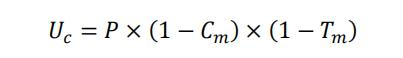 U_c = P × (1 − C_m) × (1 − T_m)